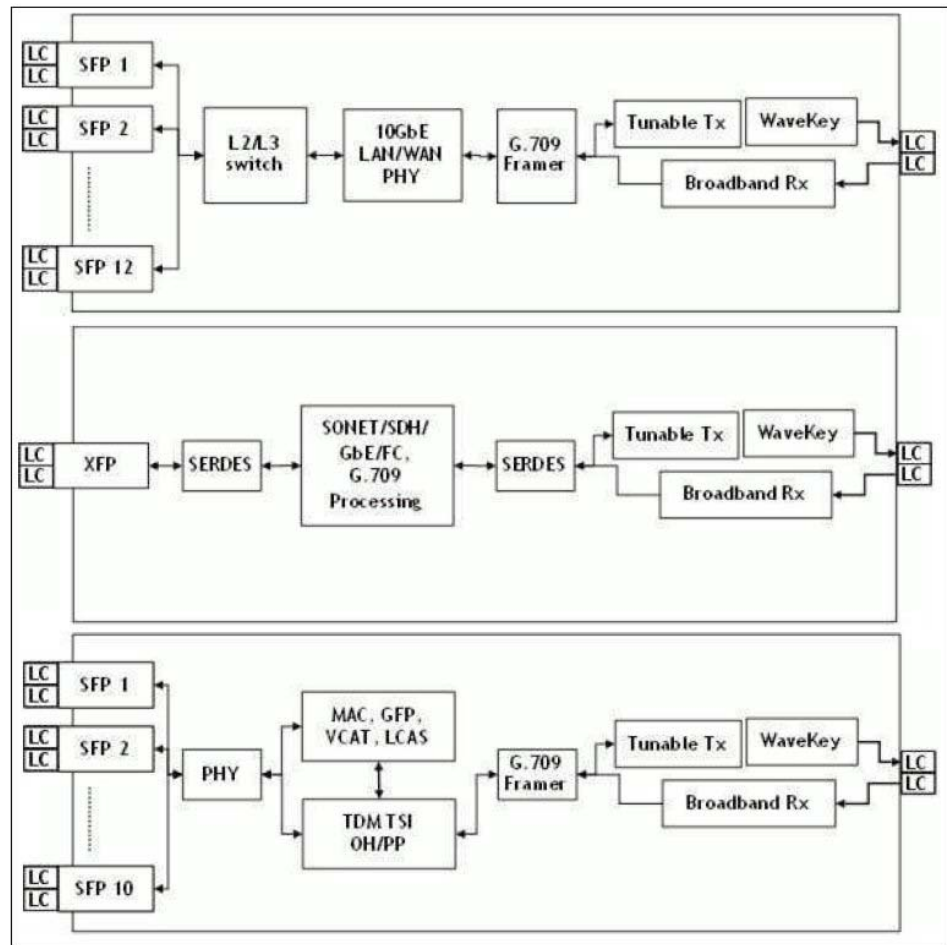 LC
LC
SFP 1
LC
LC
SFP 2
LC
LC
SFP 12
L2/L3
switch
10GbE
LAN/WAN
PHY
G.709
Framer
Tunable Tx
WaveKey
Broadband Rx
LC
LC
LC
LC
XFP
SERDES
SONET/SDH/
GbE/FC,
G.709
Processing
SERDES
Tunable Tx
WaveKey
Broadband Rx
LC
LC
LC
LC
SFP 1
LC
LC
SFP 2
LC
LC
SFP 10
PHY
MAC, GFP,
VCAT, LCAS
TDM TSI
OH/PP
G.709
Framer
Tunable Tx
WaveKey
Broadband Rx
LC
LC